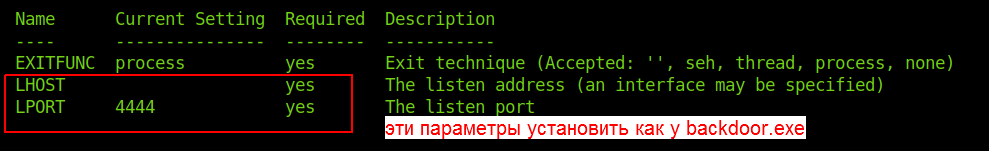 Name Current Setting Required Description
---- --------------- -------- -----------
EXITFUNC process yes Exit technique (Accepted: '', seh, thread, process, none)
LHOST yes The listen address (an interface may be specified)
LPORT 4444 yes The listen port
эти параметры установить как у backdoor.exe